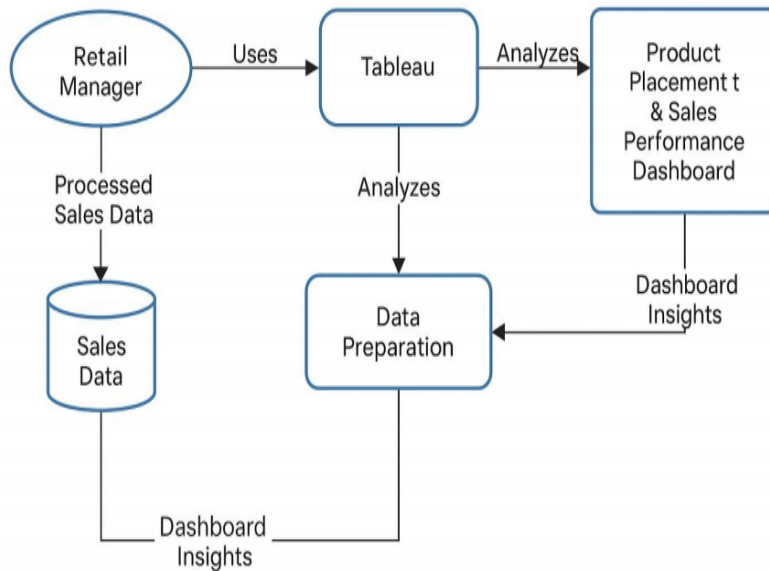 Retail
Manager
Uses
Tableau
Analyzes
Product
Placement t
& Sales
Performance
Dashboard
Processed
Sales Data
Analyzes
Dashboard
Insights
Sales
Data
Data
Preparation
Dashboard
Insights